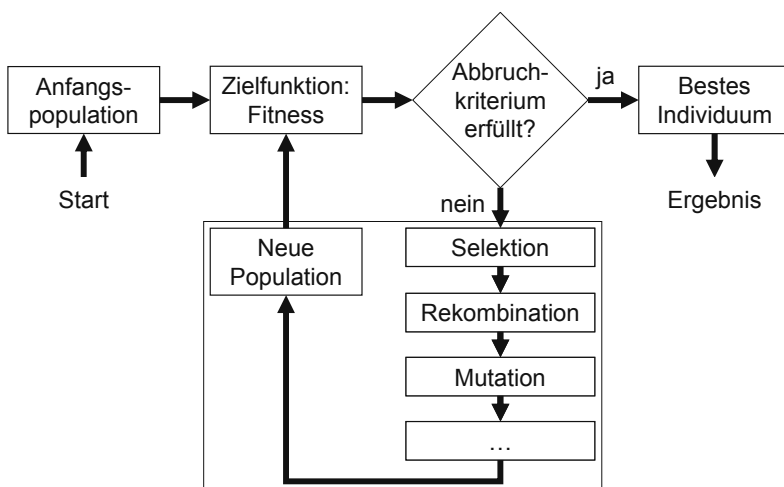 Anfangs-
population
Zielfunktion:
Fitness
Abbruch-
kriterium
erfüllt?
ja
Bestes
Individuum
Start
Ergebnis
nein
Neue
Population
Selektion
Rekombination
Mutation
...